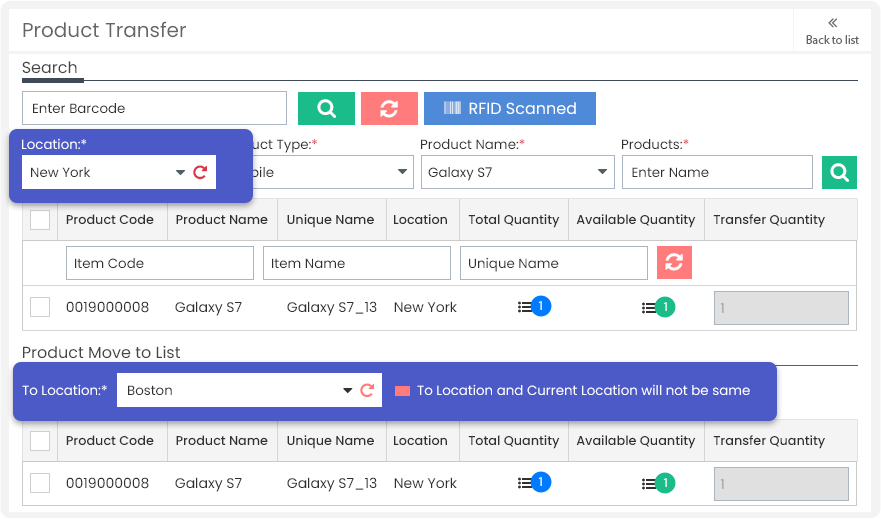 Product Transfer
Back to list
Search
Enter Barcode
RFID Scanned
Location:*
uct Type:*
Product Name:*
Products:*
New York
bile
Galaxy S7
Enter Name
Product Code Product Name Unique Name Location Total Quantity Available Quantity Transfer Quantity
Item Code Item Name Unique Name
0019000008 Galaxy S7 Galaxy S7_13 New York 1 1 1
Product Move to List
To Location:* Boston To Location and Current Location will not be same
Product Code Product Name Unique Name Location Total Quantity Available Quantity Transfer Quantity
0019000008 Galaxy S7 Galaxy S7_13 New York 1 1 1